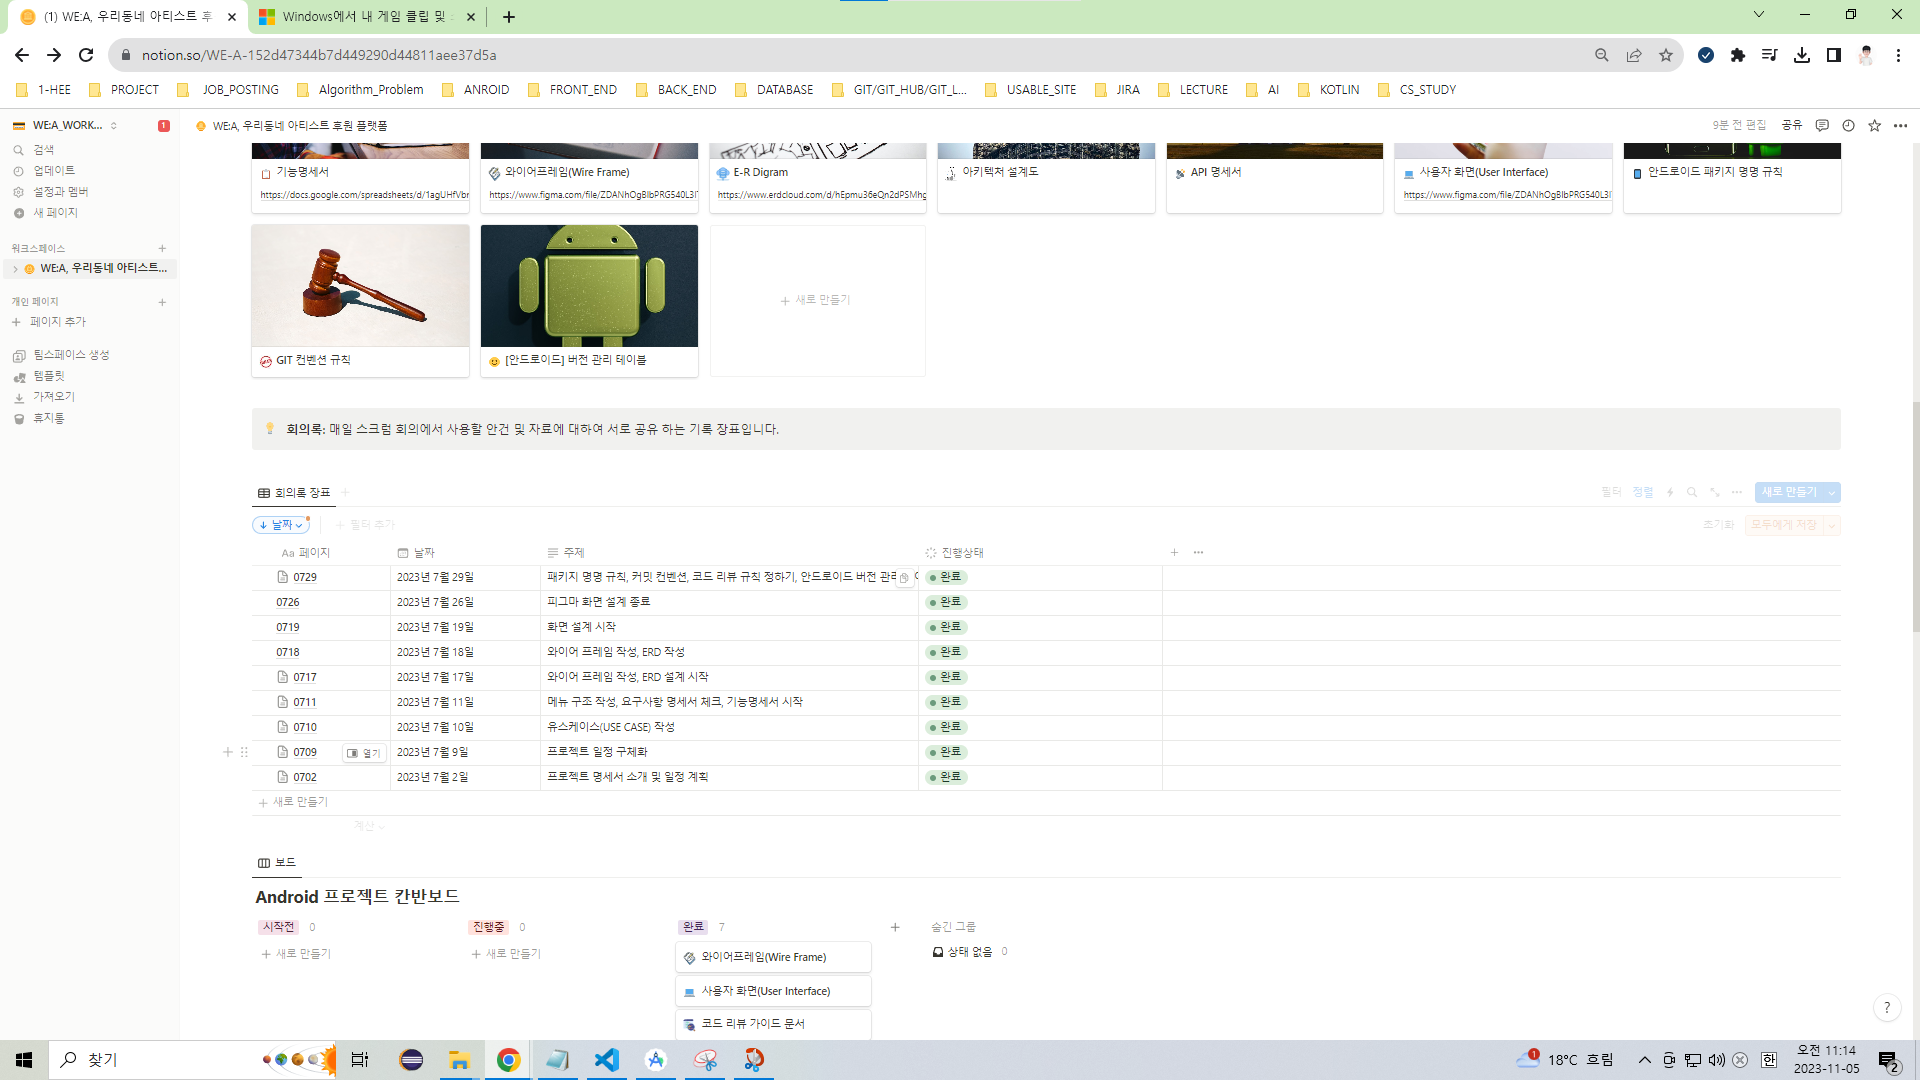 (1) WE:A, 우리동네 아티스트 후
Windows에서 내 게임 클립 및
notion.so/WE-A-152d47344b7d449290d44811aee37d5a
1-HEE PROJECT JOB_POSTING Algorithm_Problem ANROID FRONT_END BACK_END DATABASE GIT/GIT_HUB/GIT_L... USABLE_SITE JIRA LECTURE AI KOTLIN CS_STUDY
WE:A_WORK... 1
검색
업데이트
설정과 멤버
새 페이지
워크스페이스
WE:A, 우리동네 아티스트...
개인 페이지
페이지 추가
팀스페이스 생성
템플릿
가져오기
휴지통
WE:A, 우리동네 아티스트 후원 플랫폼
9분 전 편집 공유
기능명세서
https://docs.google.com/spreadsheets/d/1agUHfVbr
와이어프레임(Wire Frame)
https://www.figma.com/file/ZDANhOgBIbPRG540L3I
E-R Digram
https://www.erdcloud.com/d/hEpmu36eQn2dPSMhg
아키텍처 설계도
API 명세서
사용자 화면(User Interface)
https://www.figma.com/file/ZDANhOgBIbPRG540L3I
안드로이드 패키지 명명 규칙
GIT 컨벤션 규칙
[안드로이드] 버전 관리 테이블
새로 만들기
회의록: 매일 스크럼 회의에서 사용할 안건 및 자료에 대하여 서로 공유 하는 기록 장표입니다.
회의록 장표
필터 정렬 새로 만들기
날짜 필터 추가
초기화 모두에게 저장
Aa 페이지 날짜 주제 진행상태
0729 2023년 7월 29일 패키지 명명 규칙, 커밋 컨벤션, 코드 리뷰 규칙 정하기, 안드로이드 버전 관리 완료
0726 2023년 7월 26일 피그마 화면 설계 종료 완료
0719 2023년 7월 19일 화면 설계 시작 완료
0718 2023년 7월 18일 와이어 프레임 작성, ERD 작성 완료
0717 2023년 7월 17일 와이어 프레임 작성, ERD 설계 시작 완료
0711 2023년 7월 11일 메뉴 구조 작성, 요구사항 명세서 체크, 기능명세서 시작 완료
0710 2023년 7월 10일 유스케이스(USE CASE) 작성 완료
0709 열기 2023년 7월 9일 프로젝트 일정 구체화 완료
0702 2023년 7월 2일 프로젝트 명세서 소개 및 일정 계획 완료
새로 만들기
계산
보드
Android 프로젝트 칸반보드
시작전 0 진행중 0 완료 7 숨긴 그룹
새로 만들기 새로 만들기 상태 없음 0
와이어프레임(Wire Frame)
사용자 화면(User Interface)
코드 리뷰 가이드 문서
?
찾기
1 18°C 흐림
한
오전 11:14
2023-11-05
2